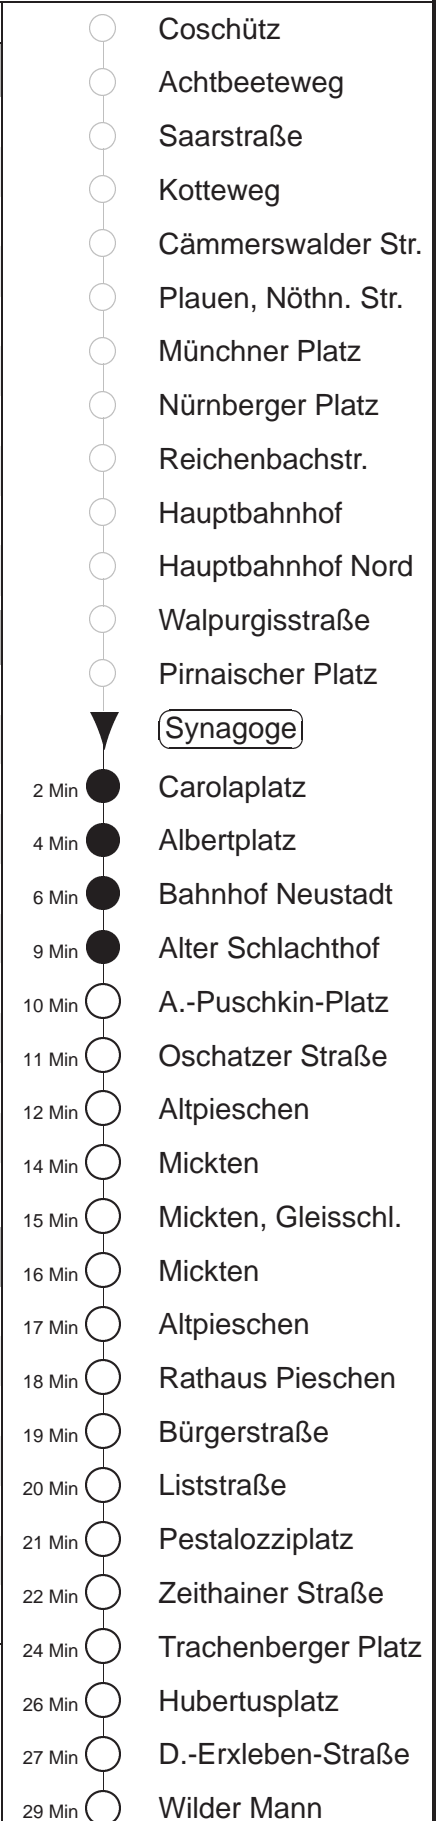 Coschütz
Achtbeeteweg
Saarstraße
Kotteweg
Cämmerswalder Str.
Plauen, Nöthn. Str.
Münchner Platz
Nürnberger Platz
Reichenbachstr.
Hauptbahnhof
Hauptbahnhof Nord
Walpurgisstraße
Pirnaischer Platz
Synagoge
2 Min Carolaplatz
4 Min Albertplatz
6 Min Bahnhof Neustadt
9 Min Alter Schlachthof
10 Min A.-Puschkin-Platz
11 Min Oschatzer Straße
12 Min Altpieschen
14 Min Mickten
15 Min Mickten, Gleisschl.
16 Min Mickten
17 Min Altpieschen
18 Min Rathaus Pieschen
19 Min Bürgerstraße
20 Min Liststraße
21 Min Pestalozziplatz
22 Min Zeithainer Straße
24 Min Trachenberger Platz
26 Min Hubertusplatz
27 Min D.-Erxleben-Straße
29 Min Wilder Mann